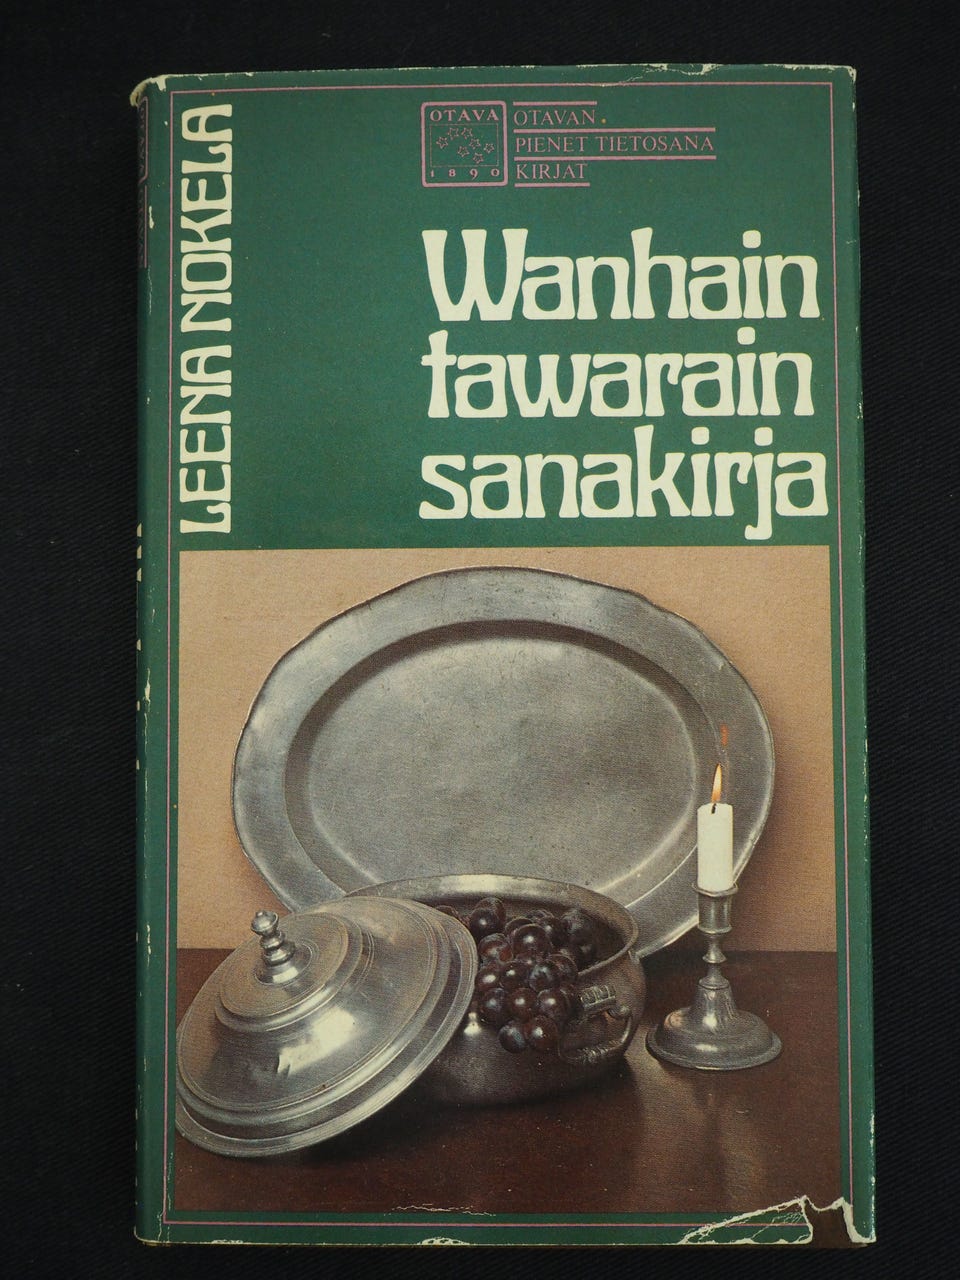 LEENA NOKELA
OTAVA
1890
OTAVAN
PIENET TIETOSANA
KIRJAT
Wanhain
tawarain
sanakirja